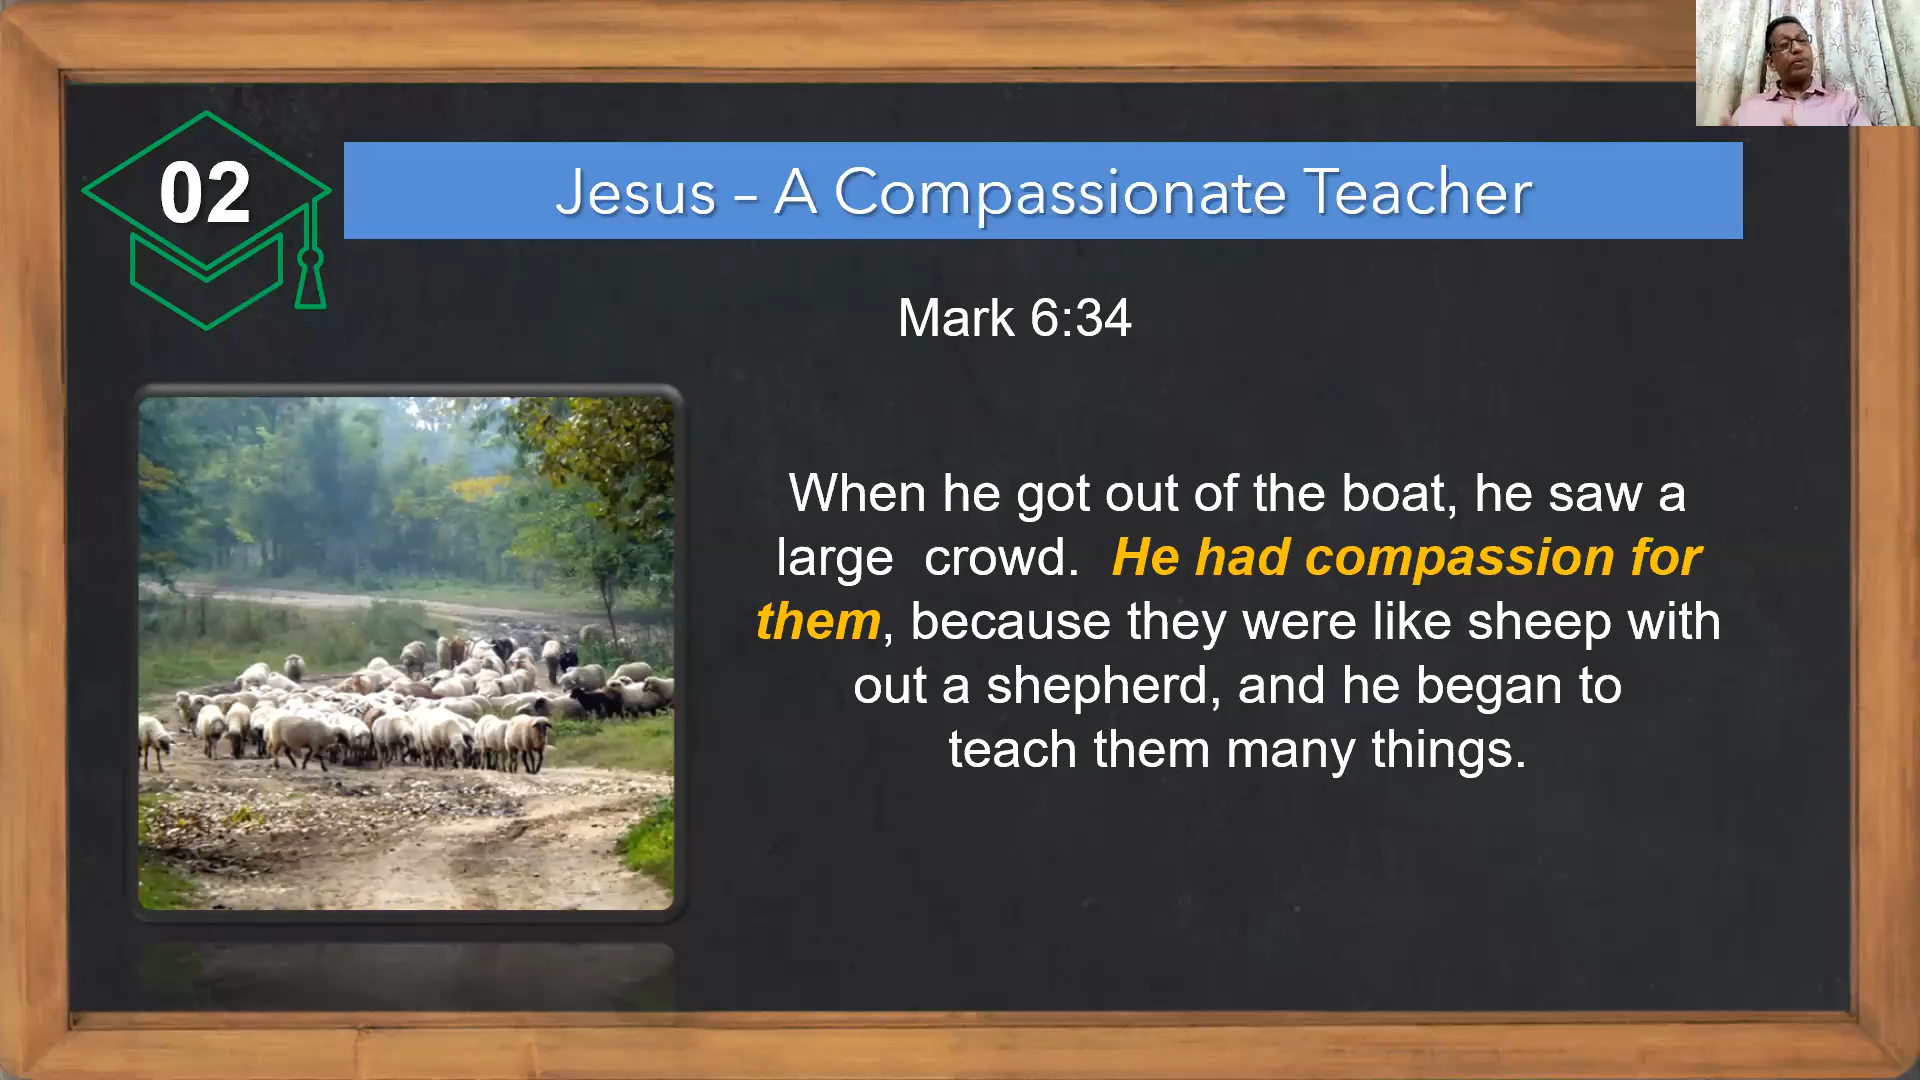 02
Jesus – A Compassionate Teacher
Mark 6:34
When he got out of the boat, he saw a
large crowd. He had compassion for
them, because they were like sheep with
out a shepherd, and he began to
teach them many things.